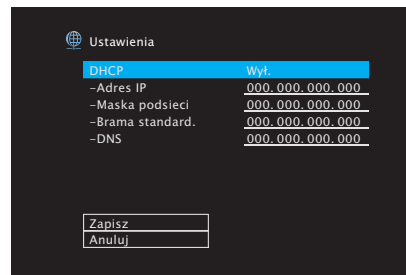 Ustawienia
DHCP Wył.
–Adres IP 000.000.000.000
–Maska podsieci 000.000.000.000
–Brama standard. 000.000.000.000
–DNS 000.000.000.000
Zapisz
Anuluj